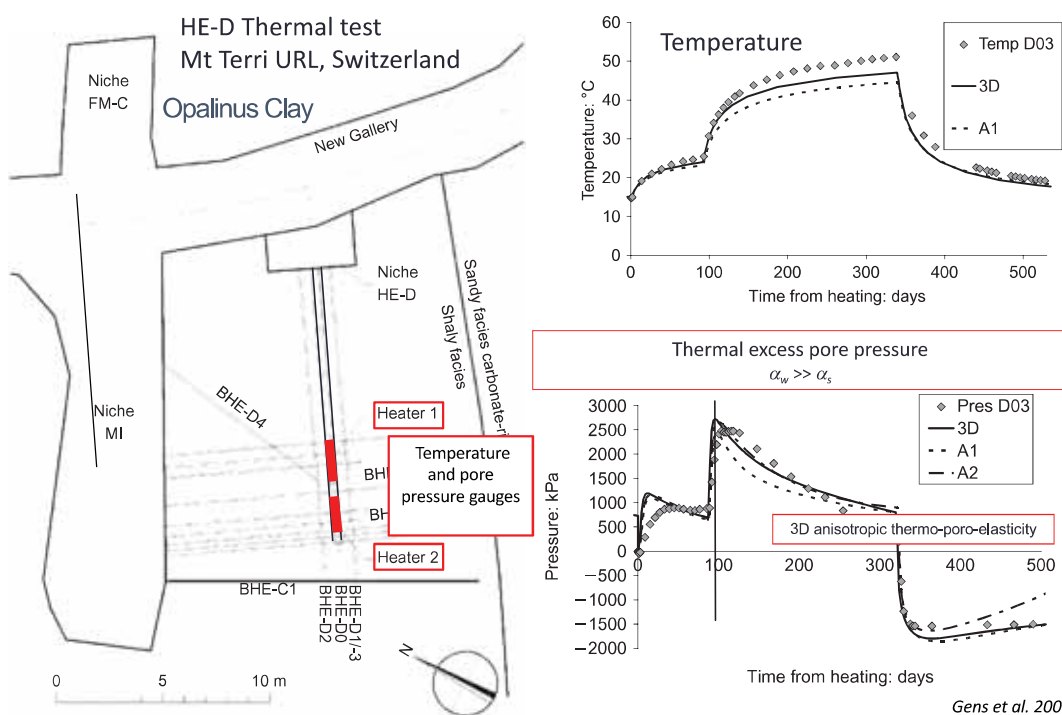 HE-D Thermal test
Mt Terri URL, Switzerland
Opalinus Clay
Niche
FM-C
New Gallery
Niche
HE-D
Sandy facies carbonate-ri
Shaly facies
BHE-D4
Niche
MI
Heater 1
BHE
Temperature
and pore
pressure gauges
BHE
Heater 2
BHE-C1
BHE-D2
BHE-D0
BHE-D1/-3
N
0 5 10 m
Temperature
Temp D03
3D
A1
Temperature: °C
60
50
40
30
20
10
0
0 100 200 300 400 500
Time from heating: days
Thermal excess pore pressure
αw >> αs
Pres D03
3D
A1
A2
Pressure: kPa
3000
2500
2000
1500
1000
500
0
−500
−1000
−1500
−2000
3D anisotropic thermo-poro-elasticity
0 100 200 300 400 500
Time from heating: days
Gens et al. 200